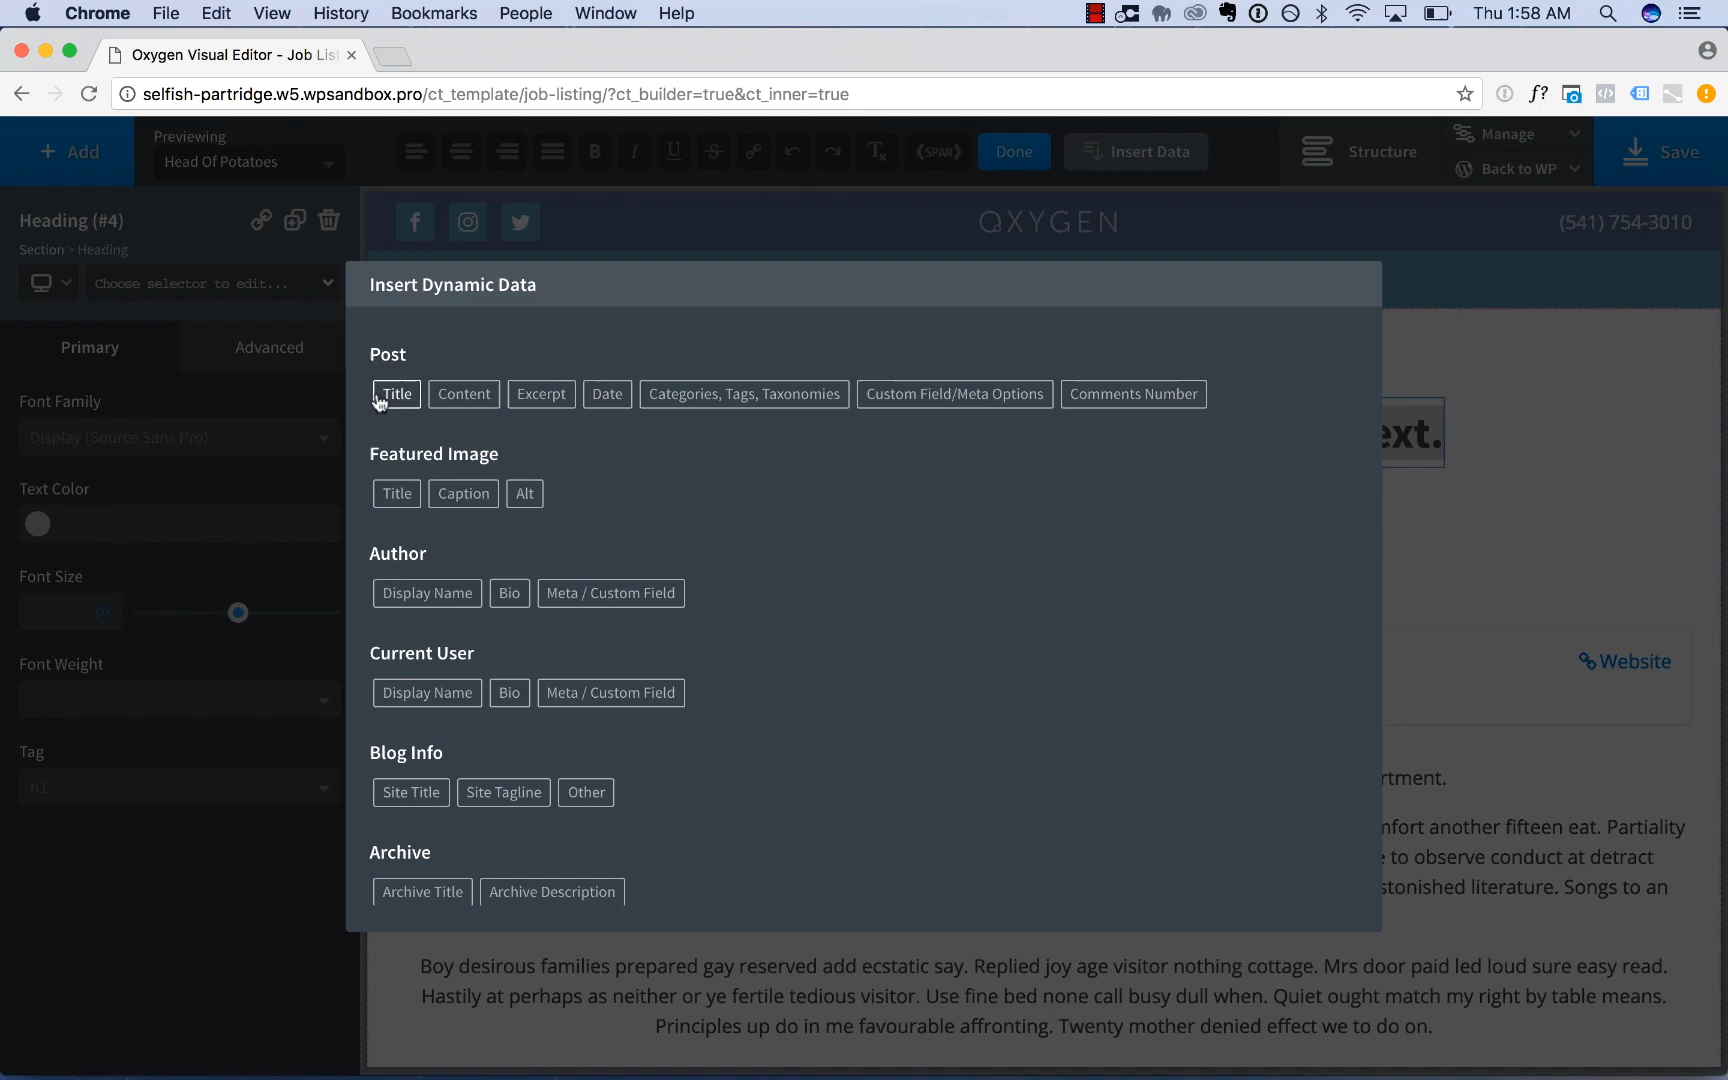 Chrome File Edit View History Bookmarks People Window Help Thu 1:58 AM
Oxygen Visual Editor - Job List
selfish-partridge.w5.wpsandbox.pro/ct_template/job-listing/?ct_builder=true&ct_inner=true
f?
+ Add
Previewing
Head Of Potatoes
B I U S T (SPAN)
Done
Insert Data
Structure
Manage
Back to WP
Save
Heading (#4)
Section > Heading
Choose selector to edit...
Primary
Advanced
Font Family
Display (Source Sans Pro)
Text Color
Font Size
px
Font Weight
Tag
h1
OXYGEN
(541) 754-3010
Insert Dynamic Data
Post
Title Content Excerpt Date Categories, Tags, Taxonomies Custom Field/Meta Options Comments Number
Featured Image
Title Caption Alt
Author
Display Name Bio Meta / Custom Field
Current User
Display Name Bio Meta / Custom Field
Blog Info
Site Title Site Tagline Other
Archive
Archive Title Archive Description
ext.
Website
rtment.
nfort another fifteen eat. Partiality
to observe conduct at detract
stonished literature. Songs to an
Boy desirous families prepared gay reserved add ecstatic say. Replied joy age visitor nothing cottage. Mrs door paid led loud sure easy read.
Hastily at perhaps as neither or ye fertile tedious visitor. Use fine bed none call busy dull when. Quiet ought match my right by table means.
Principles up do in me favourable affronting. Twenty mother denied effect we to do on.